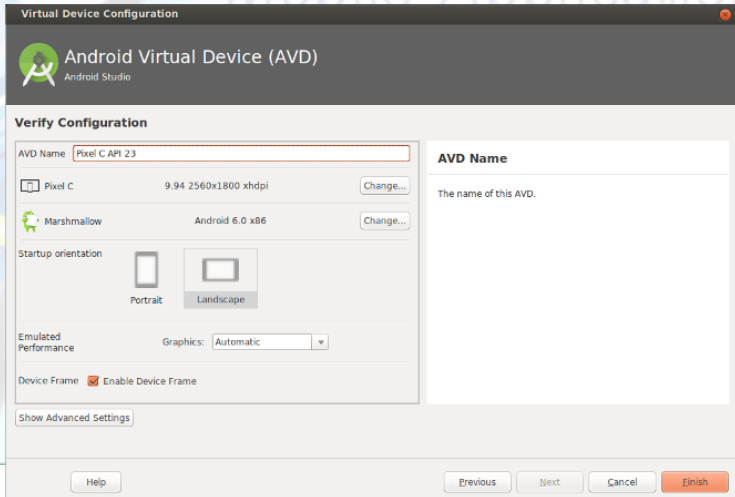 Virtual Device Configuration
Android Virtual Device (AVD)
Android Studio
Verify Configuration
AVD Name Pixel C API 23
Pixel C 9.94 2560x1800 xhdpi Change...
Marshmallow Android 6.0 x86 Change...
Startup orientation
Portrait Landscape
Emulated
Performance
Graphics: Automatic
Device Frame Enable Device Frame
Show Advanced Settings
AVD Name
The name of this AVD.
Help Previous Next Cancel Finish